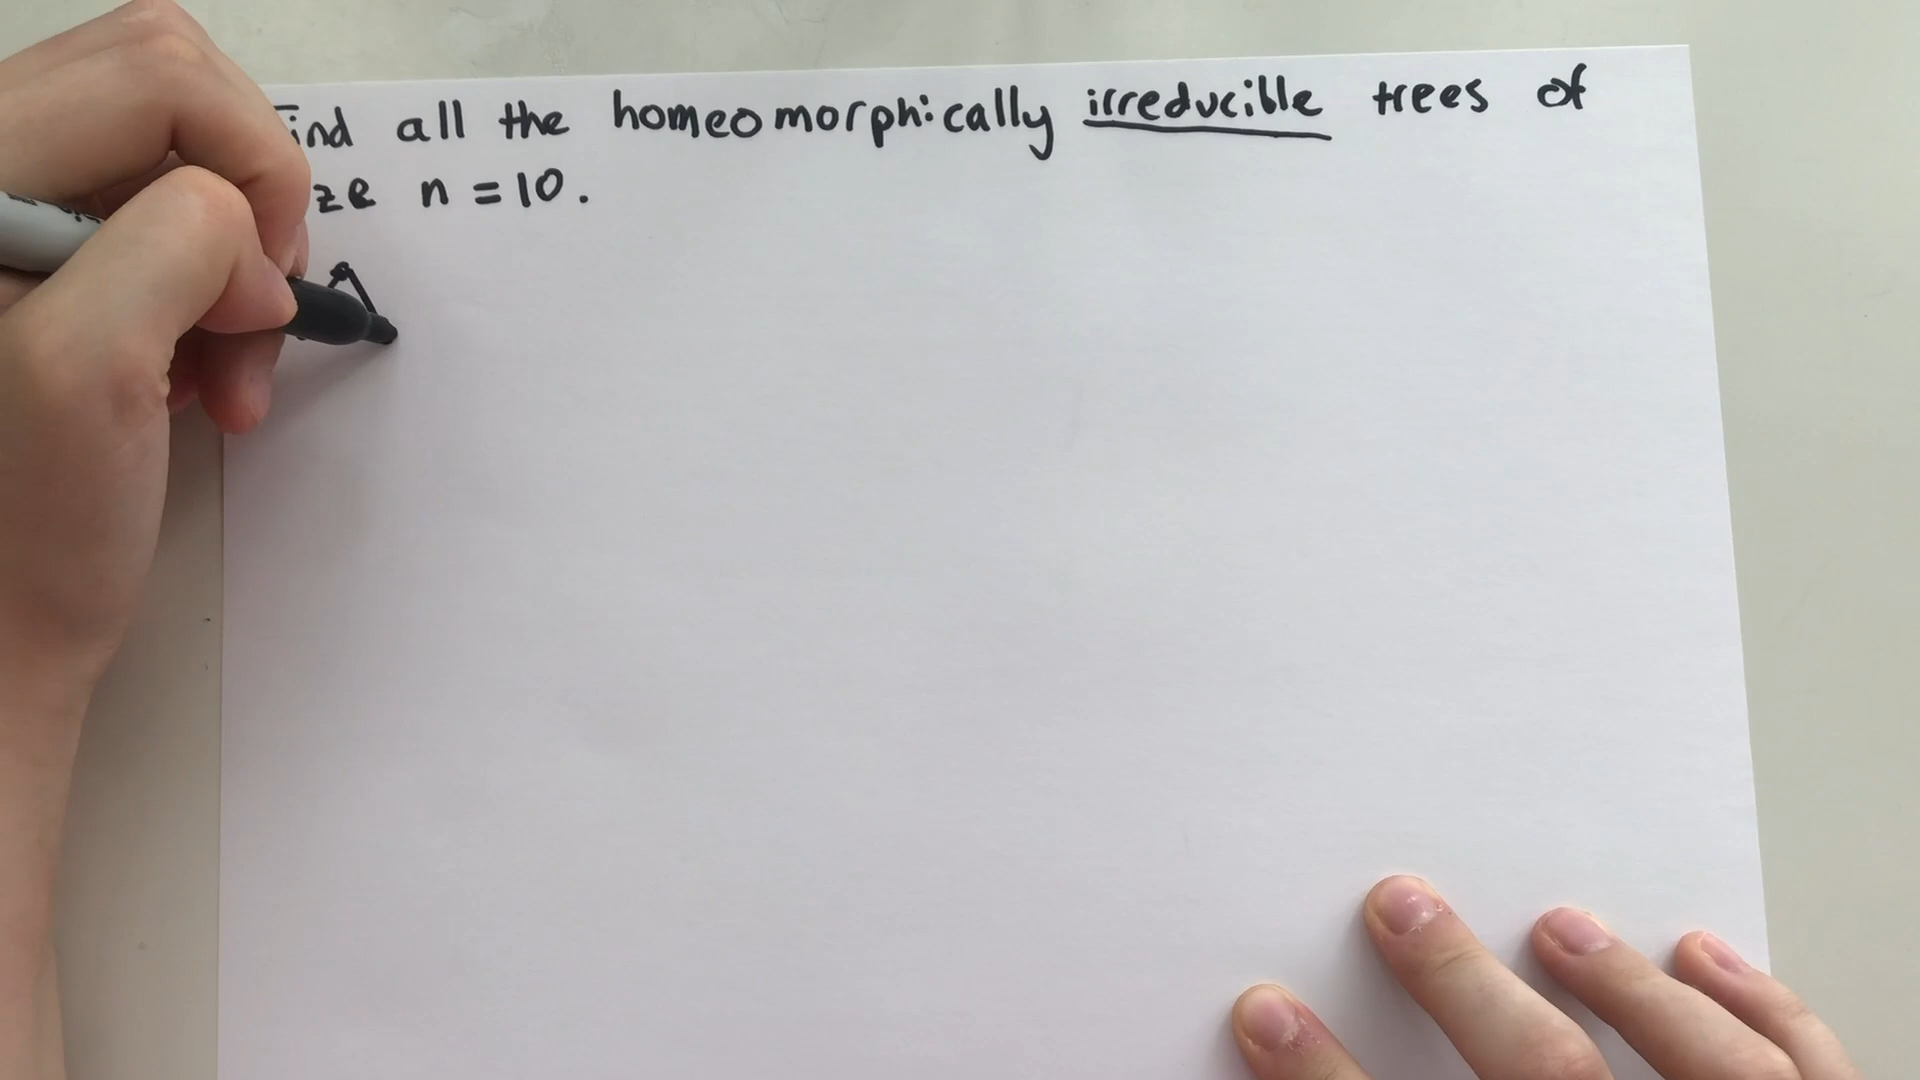 ind all the homeomorphically irreducible trees of
ze n = 10.